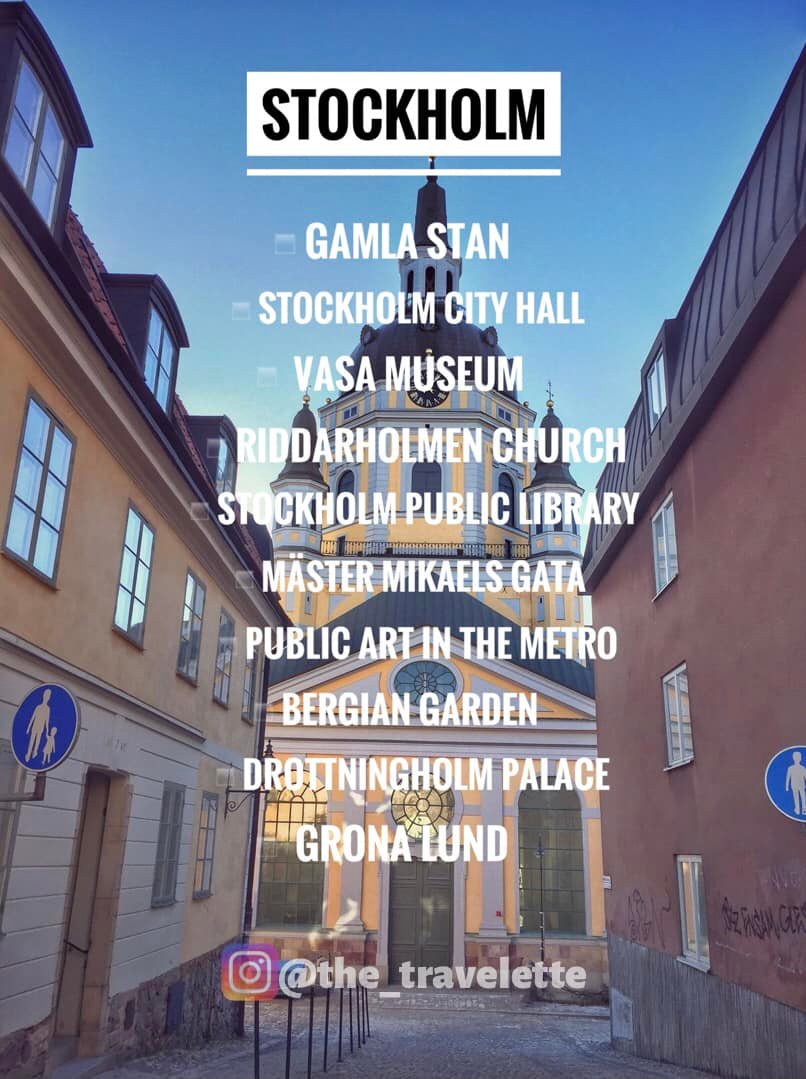 STOCKHOLM
GAMLA STAN
STOCKHOLM CITY HALL
VASA MUSEUM
RIDDARHOLMEN CHURCH
STOCKHOLM PUBLIC LIBRARY
MÄSTER MIKAELS GATA
PUBLIC ART IN THE METRO
BERGIAN GARDEN
DROTTNINGHOLM PALACE
GRONA LUND
@the_travelette